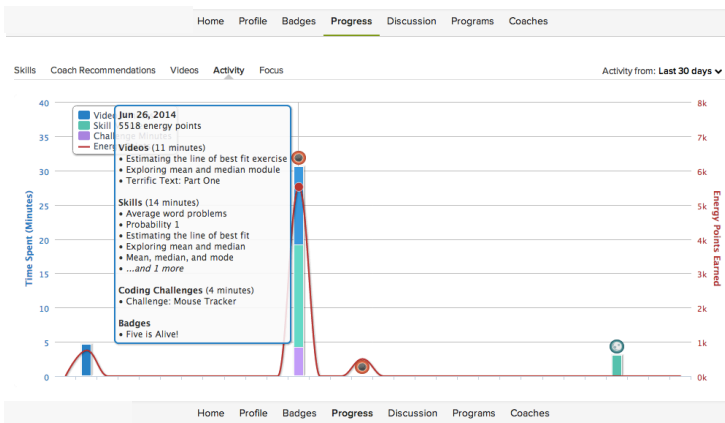 Home Profile Badges Progress Discussion Programs Coaches
Skills Coach Recommendations Videos Activity Focus
Activity from: Last 30 days
40
35
30
25
20
15
10
5
0
Time Spent (Minutes)
8k
7k
6k
5k
4k
3k
2k
1k
0k
Energy Points Earned
Skill
Jun 26, 2014
5518 energy points
Videos (11 minutes)
• Estimating the line of best fit exercise
• Exploring mean and median module
• Terrific Text: Part One
Skills (14 minutes)
• Average word problems
• Probability 1
• Estimating the line of best fit
• Exploring mean and median
• Mean, median, and mode
• ...and 1 more
Coding Challenges (4 minutes)
• Challenge: Mouse Tracker
Badges
• Five is Alive!
Home Profile Badges Progress Discussion Programs Coaches